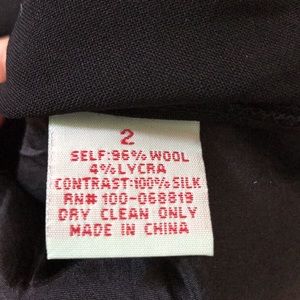 2
SELF:96% WOOL
4% LYCRA
CONTRAST:100% SILK
RN# 100-068819
DRY CLEAN ONLY
MADE IN CHINA